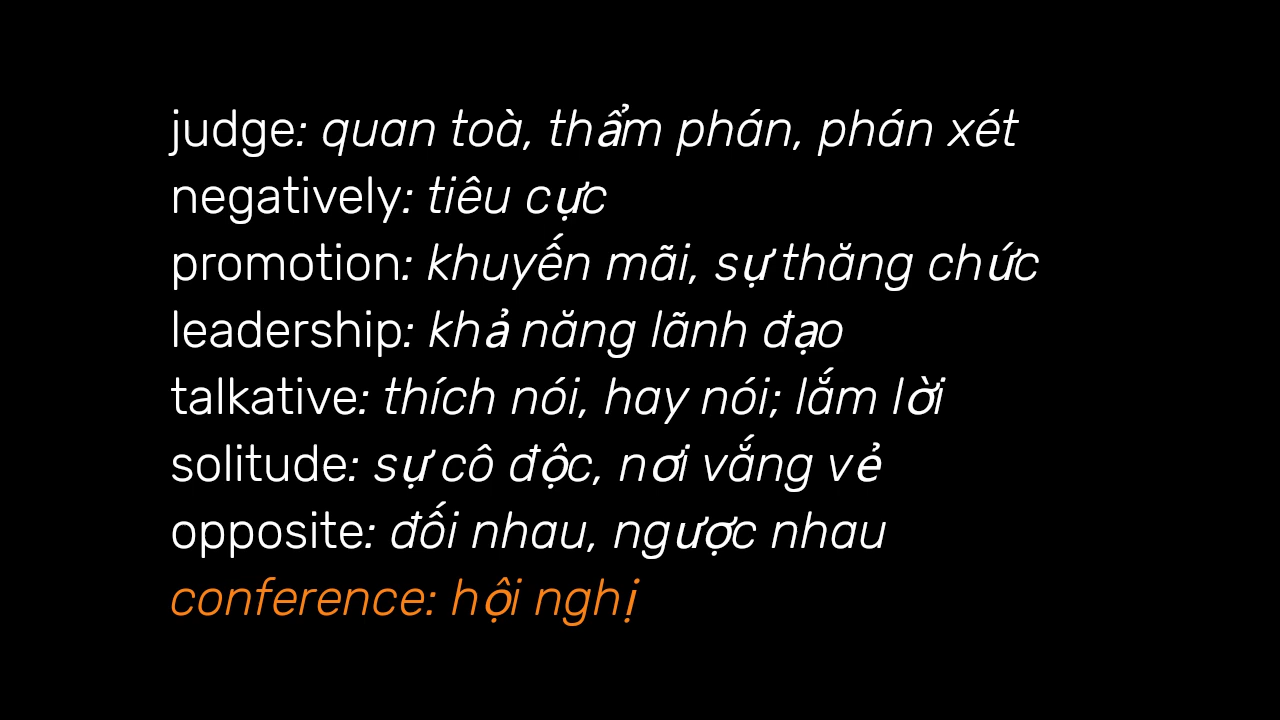 judge: quan toà, thẩm phán, phán xét
negatively: tiêu cực
promotion: khuyến mãi, sự thăng chức
leadership: khả năng lãnh đạo
talkative: thích nói, hay nói; lắm lời
solitude: sự cô độc, nơi vắng vẻ
opposite: đối nhau, ngược nhau
conference: hội nghị